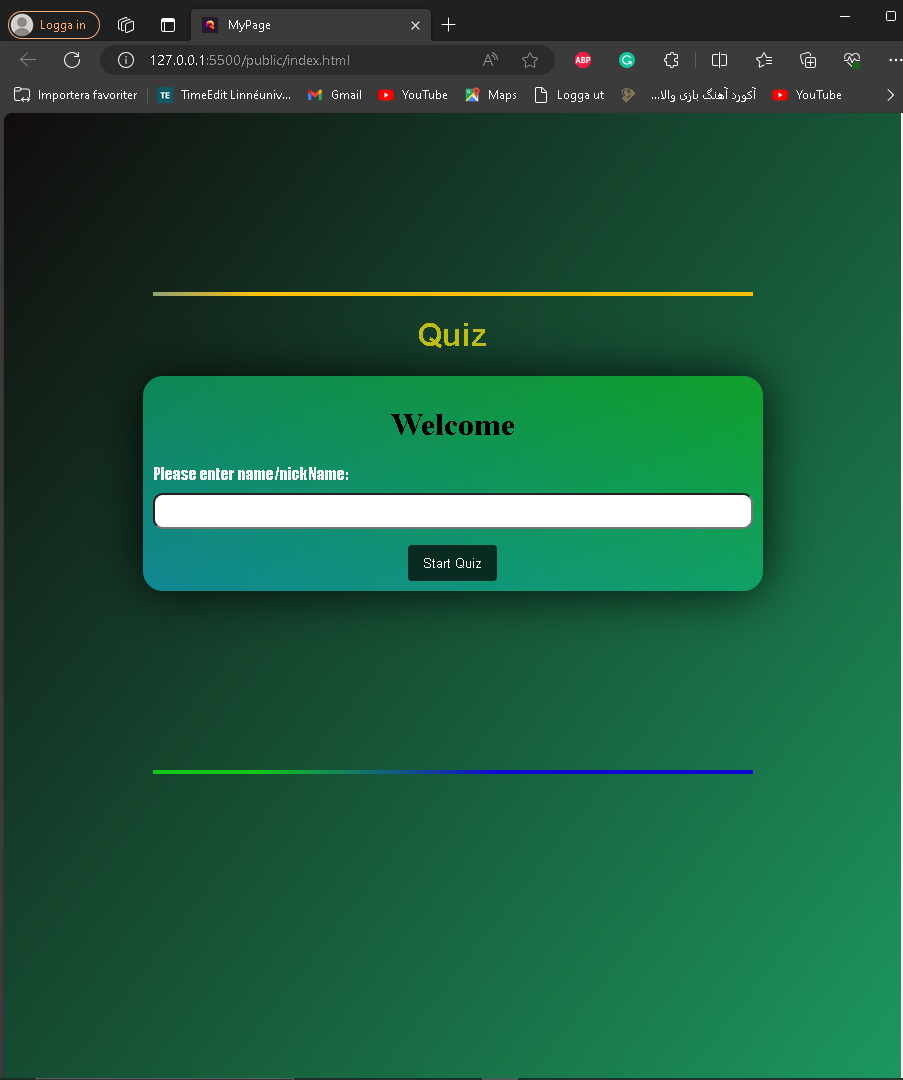 Logga in
MyPage
127.0.0.1:5500/public/index.html
ABP
Importera favoriter
TE
TimeEdit Linnéuniv...
Gmail
YouTube
Maps
Logga ut
آکورد آهنگ بازی والا...
YouTube
Quiz
Welcome
Please enter name/nickName:
Start Quiz